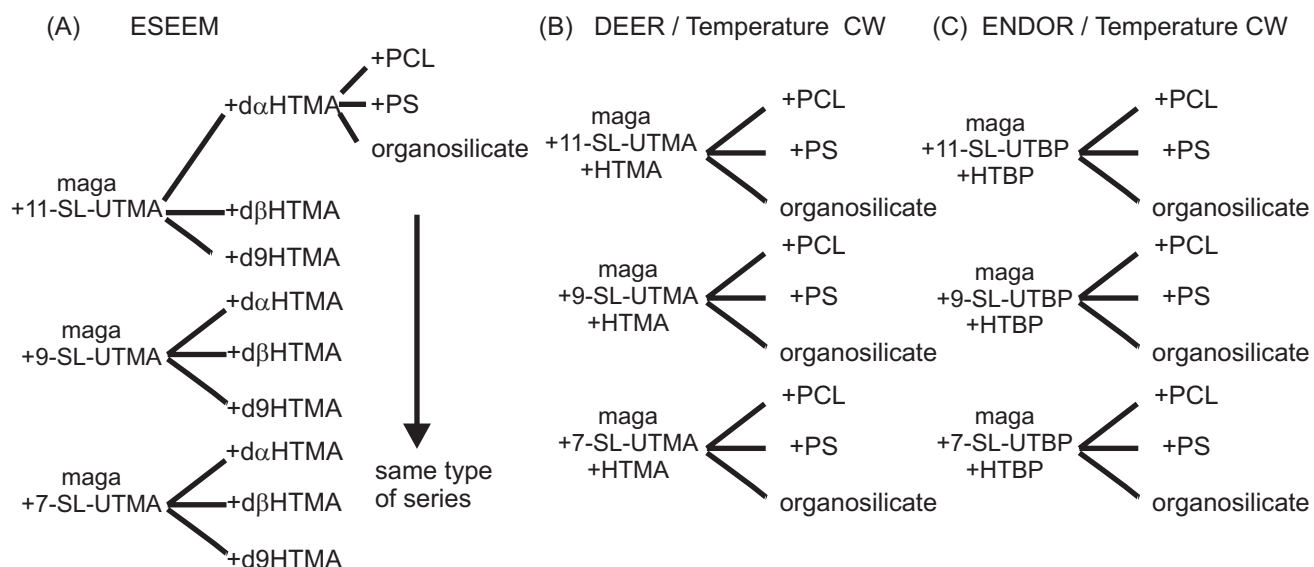 (A) ESEEM
+PCL
+dαHTMA
+PS
organosilicate
maga
+11-SL-UTMA
+dβHTMA
+d9HTMA
+dαHTMA
maga
+9-SL-UTMA
+dβHTMA
+d9HTMA
+dαHTMA
maga
+7-SL-UTMA
+dβHTMA
+d9HTMA
same type
of series
(B) DEER / Temperature CW
+PCL
maga
+11-SL-UTMA
+HTMA
+PS
organosilicate
+PCL
maga
+9-SL-UTMA
+HTMA
+PS
organosilicate
+PCL
maga
+7-SL-UTMA
+HTMA
+PS
organosilicate
(C) ENDOR / Temperature CW
+PCL
maga
+11-SL-UTBP
+HTBP
+PS
organosilicate
+PCL
maga
+9-SL-UTBP
+HTBP
+PS
organosilicate
+PCL
maga
+7-SL-UTBP
+HTBP
+PS
organosilicate